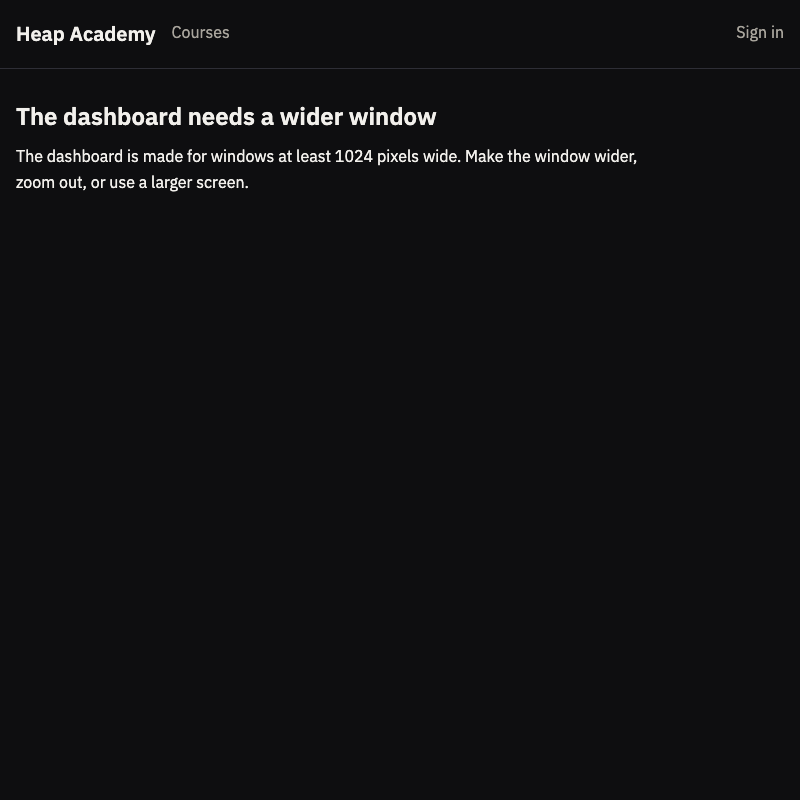 Heap Academy Courses Sign in
The dashboard needs a wider window
The dashboard is made for windows at least 1024 pixels wide. Make the window wider,
zoom out, or use a larger screen.